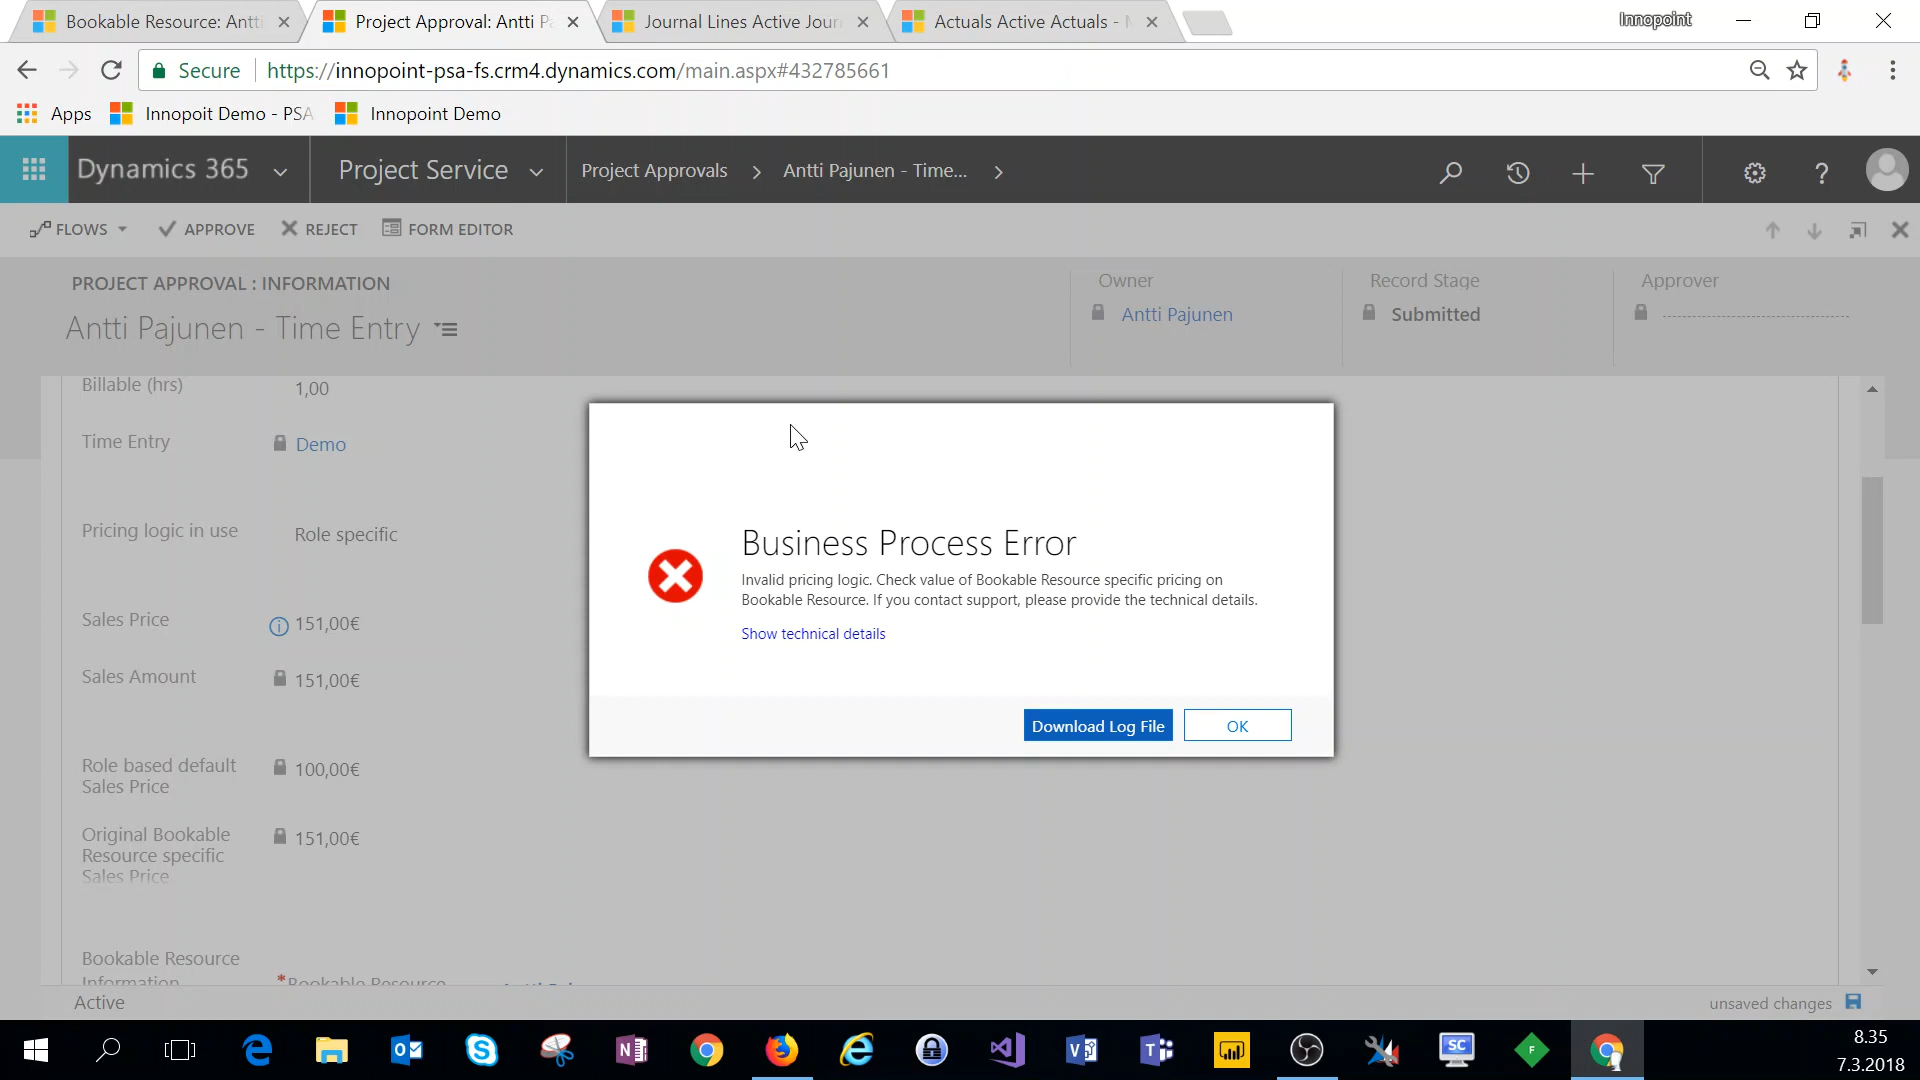 Bookable Resource: Antti
Project Approval: Antti P
Journal Lines Active Jour
Actuals Active Actuals - M
Innopoint
Secure
https://innopoint-psa-fs.crm4.dynamics.com/main.aspx#432785661
Apps
Innopoit Demo - PSA
Innopoint Demo
Dynamics 365
Project Service
Project Approvals
Antti Pajunen - Time...
FLOWS
APPROVE
REJECT
FORM EDITOR
PROJECT APPROVAL : INFORMATION
Antti Pajunen - Time Entry
Owner
Antti Pajunen
Record Stage
Submitted
Approver
Billable (hrs)
1,00
Time Entry
Demo
Pricing logic in use
Role specific
Sales Price
151,00€
Sales Amount
151,00€
Role based default
Sales Price
100,00€
Original Bookable
Resource specific
Sales Price
151,00€
Bookable Resource
Information
*Bookable Resource
Business Process Error
Invalid pricing logic. Check value of Bookable Resource specific pricing on
Bookable Resource. If you contact support, please provide the technical details.
Show technical details
Download Log File
OK
Active
unsaved changes
8.35
7.3.2018